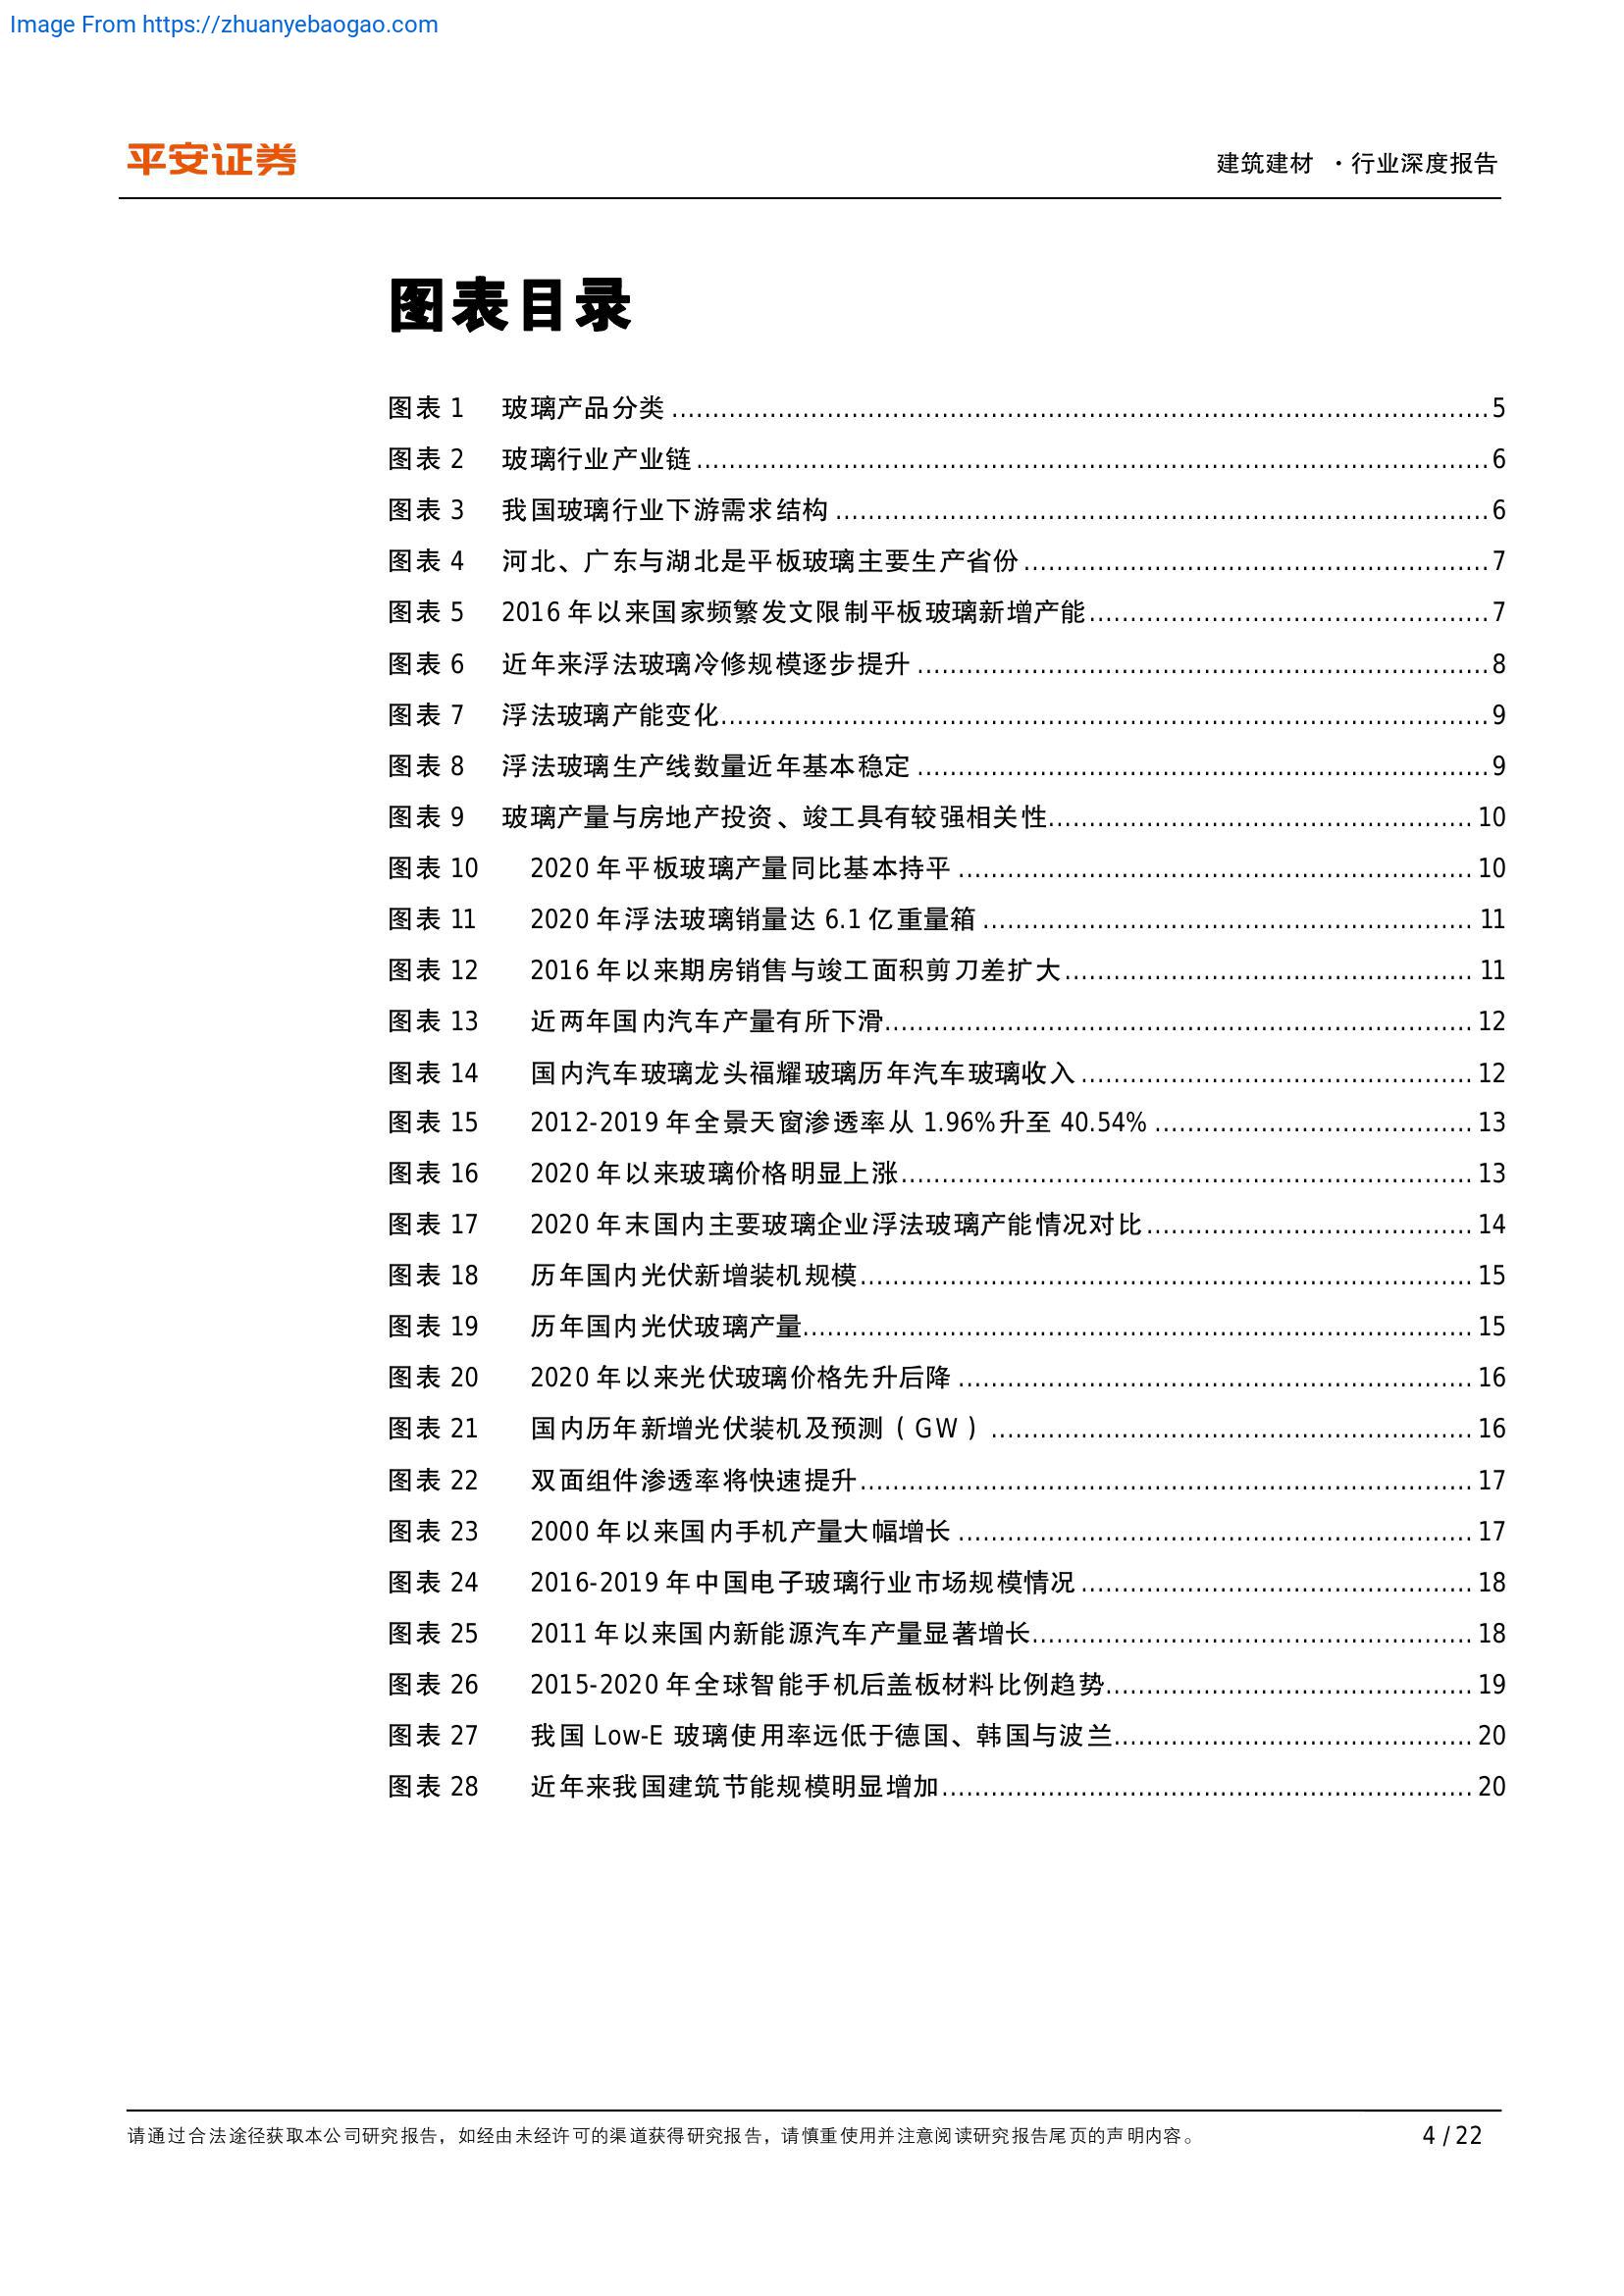 Image From https://zhuanyebaogao.com
平安证券
建筑建材 ·行业深度报告
图表目录
图表 1 玻璃产品分类 5
图表 2 玻璃行业产业链 6
图表 3 我国玻璃行业下游需求结构 6
图表 4 河北、广东与湖北是平板玻璃主要生产省份 7
图表 5 2016 年以来国家频繁发文限制平板玻璃新增产能 7
图表 6 近年来浮法玻璃冷修规模逐步提升 8
图表 7 浮法玻璃产能变化 9
图表 8 浮法玻璃生产线数量近年基本稳定 9
图表 9 玻璃产量与房地产投资、竣工具有较强相关性 10
图表 10 2020 年平板玻璃产量同比基本持平 10
图表 11 2020 年浮法玻璃销量达 6.1 亿重量箱 11
图表 12 2016 年以来期房销售与竣工面积剪刀差扩大 11
图表 13 近两年国内汽车产量有所下滑 12
图表 14 国内汽车玻璃龙头福耀玻璃历年汽车玻璃收入 12
图表 15 2012-2019 年全景天窗渗透率从 1.96%升至 40.54% 13
图表 16 2020 年以来玻璃价格明显上涨 13
图表 17 2020 年末国内主要玻璃企业浮法玻璃产能情况对比 14
图表 18 历年国内光伏新增装机规模 15
图表 19 历年国内光伏玻璃产量 15
图表 20 2020 年以来光伏玻璃价格先升后降 16
图表 21 国内历年新增光伏装机及预测（GW） 16
图表 22 双面组件渗透率将快速提升 17
图表 23 2000 年以来国内手机产量大幅增长 17
图表 24 2016-2019 年中国电子玻璃行业市场规模情况 18
图表 25 2011 年以来国内新能源汽车产量显著增长 18
图表 26 2015-2020 年全球智能手机后盖板材料比例趋势 19
图表 27 我国 Low-E 玻璃使用率远低于德国、韩国与波兰 20
图表 28 近年来我国建筑节能规模明显增加 20
请通过合法途径获取本公司研究报告，如经由未经许可的渠道获得研究报告，请慎重使用并注意阅读研究报告尾页的声明内容。 4 / 22